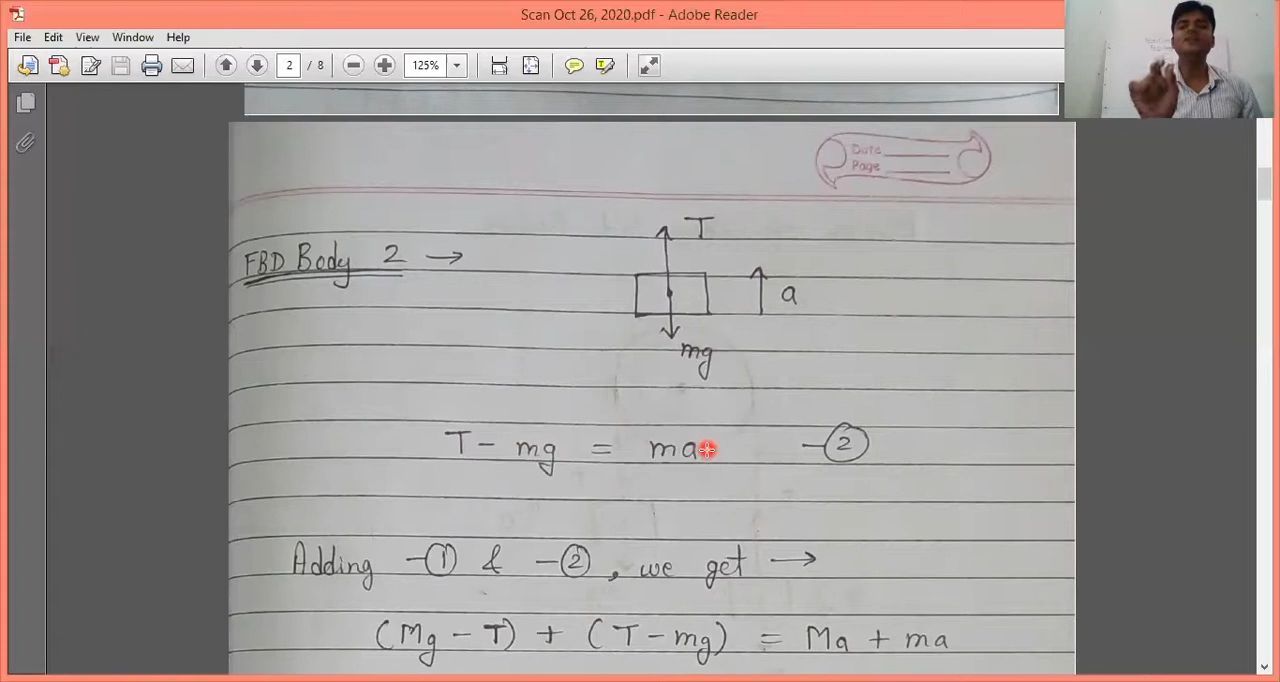 Scan Oct 26, 2020.pdf - Adobe Reader
File Edit View Window Help
2 / 8 125%
Date
Page
T
FBD Body 2 →
a
mg
T - mg = ma -②
Adding -① & -②, we get →
(Mg - T) + (T - mg) = Ma + ma